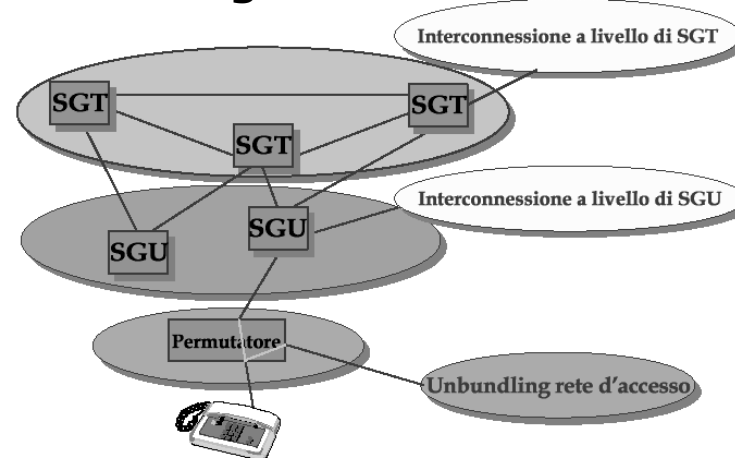 Interconnessione a livello di SGT
SGT
SGT
SGT
Interconnessione a livello di SGU
SGU
SGU
Permutatore
Unbundling rete d'accesso